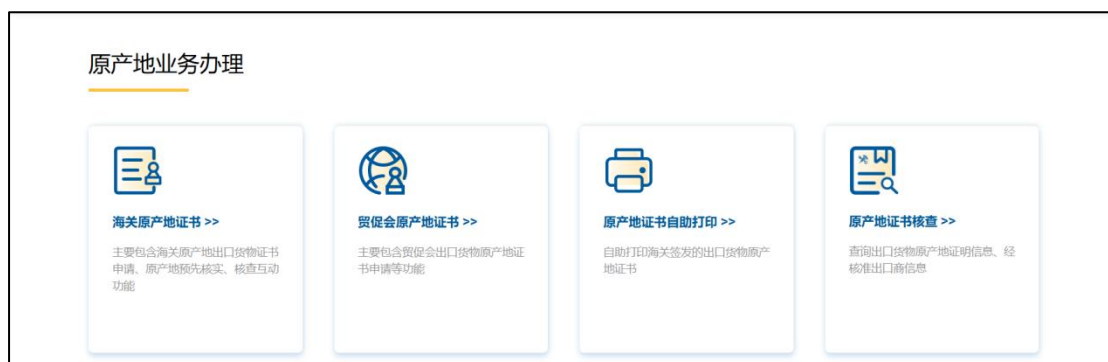 原产地业务办理
海关原产地证书 >>
主要包含海关原产地出口货物证书
申请、原产地预先核实、核查互动
功能
贸促会原产地证书 >>
主要包含贸促会出口货物原产地证
书申请等功能
原产地证书自助打印 >>
自助打印海关签发的出口货物原产
地证书
原产地证书核查 >>
查询出口货物原产地证明信息、经
核准出口商信息